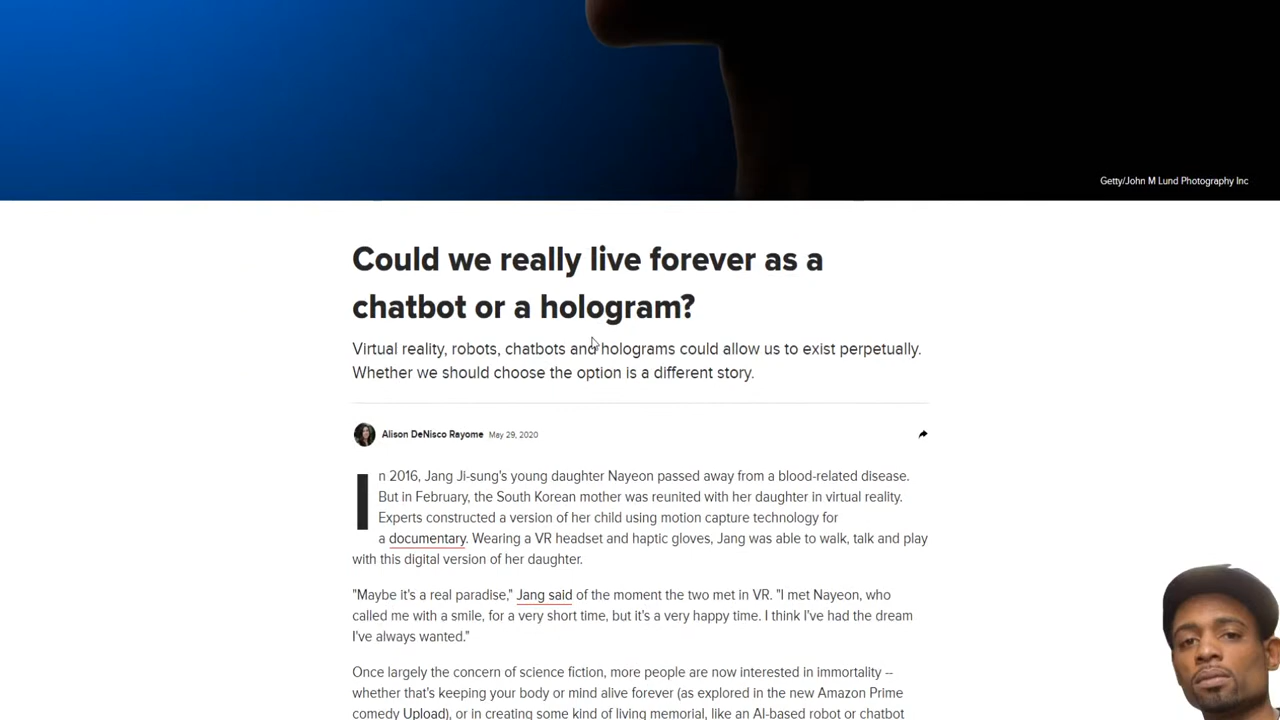 Getty/John M Lund Photography Inc
Could we really live forever as a
chatbot or a hologram?
Virtual reality, robots, chatbots and holograms could allow us to exist perpetually.
Whether we should choose the option is a different story.
Alison DeNisco Rayome May 29, 2020
In 2016, Jang Ji-sung's young daughter Nayeon passed away from a blood-related disease.
But in February, the South Korean mother was reunited with her daughter in virtual reality.
Experts constructed a version of her child using motion capture technology for
a documentary. Wearing a VR headset and haptic gloves, Jang was able to walk, talk and play
with this digital version of her daughter.
"Maybe it's a real paradise," Jang said of the moment the two met in VR. "I met Nayeon, who
called me with a smile, for a very short time, but it's a very happy time. I think I've had the dream
I've always wanted."
Once largely the concern of science fiction, more people are now interested in immortality --
whether that's keeping your body or mind alive forever (as explored in the new Amazon Prime
comedy Upload), or in creating some kind of living memorial, like an AI-based robot or chatbot